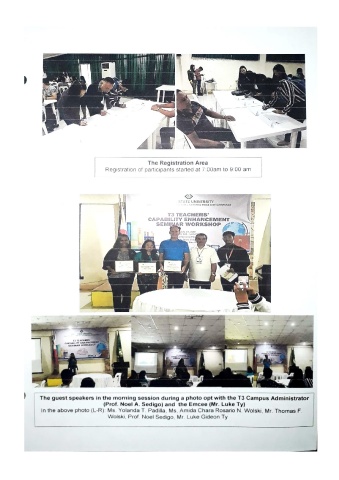 The Registration Area
Registration of participants started at 7:00am to 9:00 am
T3 TEACHERS'
CAPABILITY ENHANCEMENT
SEMINAR WORKSHOP
The guest speakers in the morning session during a photo opt with the T3 Campus Administrator
(Prof. Noel A. Sedigo) and the Emcee (Mr. Luke Ty)
in the above photo (L-R) Ms. Yolanda T. Padilla, Ms. Amida Chara Rosario N. Wolski, Mr. Thomas F.
Wolski, Prof. Noel Sedigo, Mr. Luke Gideon Ty